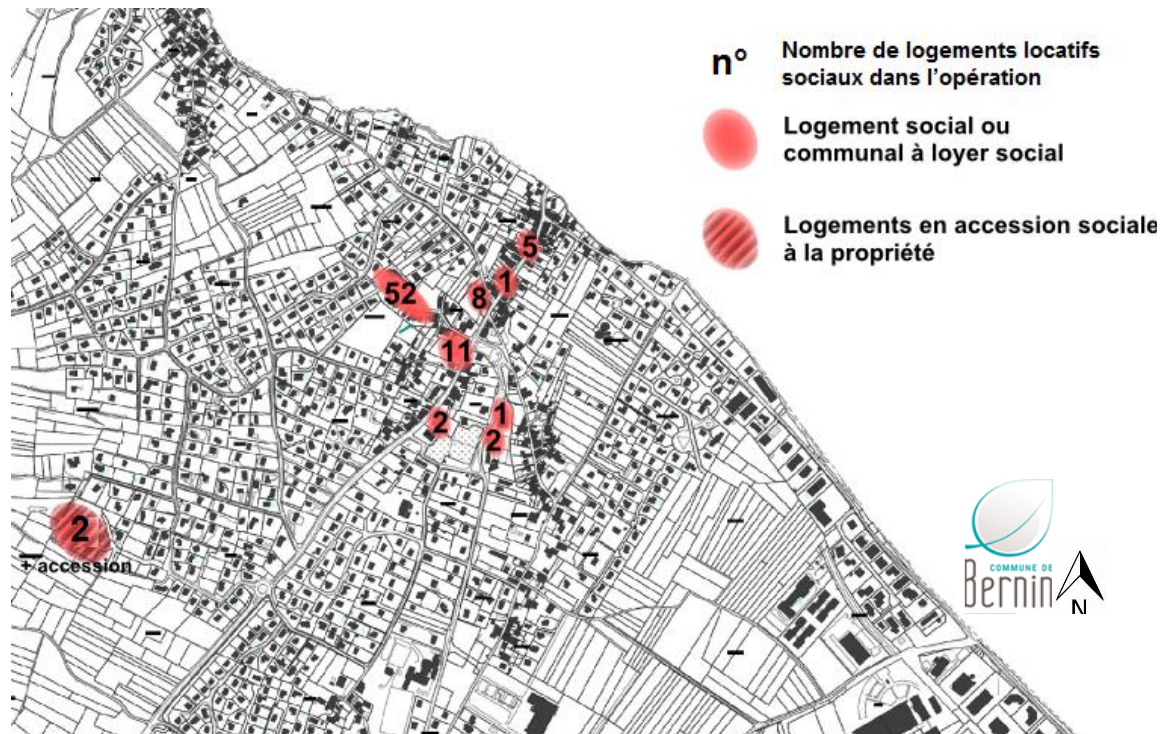 n°
Nombre de logements locatifs
sociaux dans l'opération
Logement social ou
communal à loyer social
Logements en accession sociale
à la propriété
5
1
8
52
11
1
2
2
2
+ accession
COMMUNE DE
Bernin
N